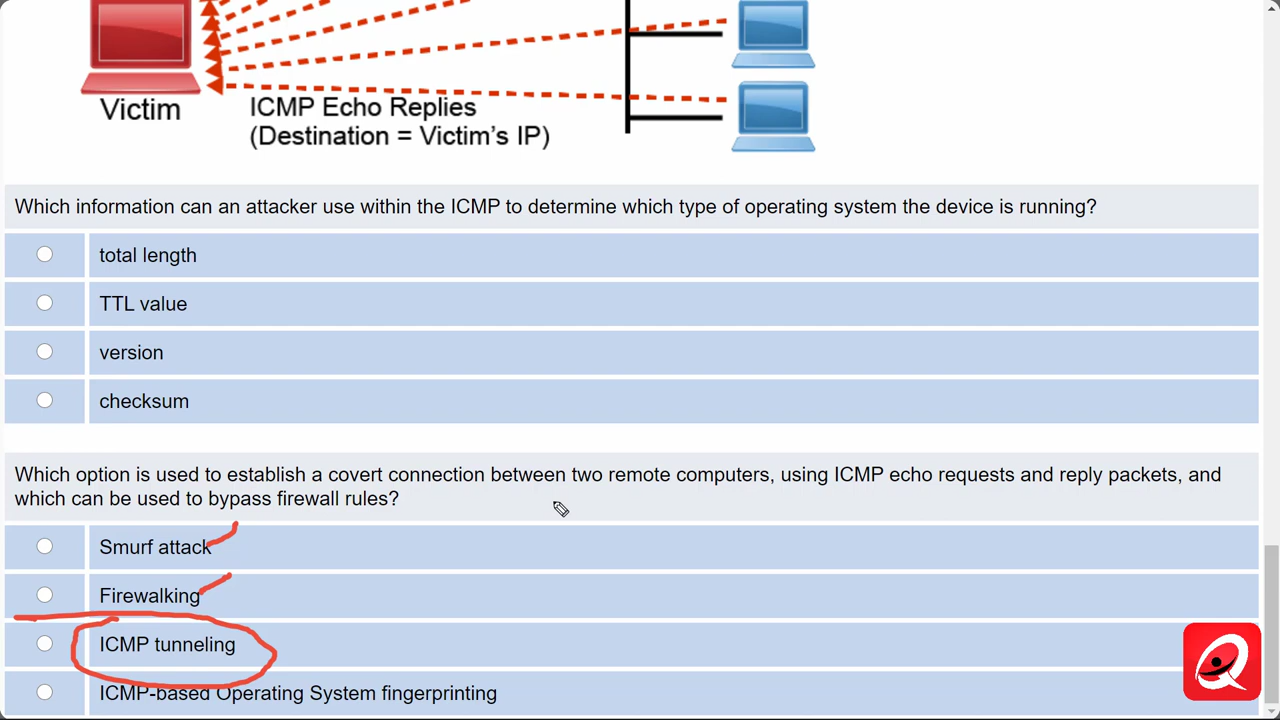 Victim
ICMP Echo Replies
(Destination = Victim's IP)
Which information can an attacker use within the ICMP to determine which type of operating system the device is running?
total length
TTL value
version
checksum
Which option is used to establish a covert connection between two remote computers, using ICMP echo requests and reply packets, and
which can be used to bypass firewall rules?
Smurf attack
Firewalking
ICMP tunneling
ICMP-based Operating System fingerprinting